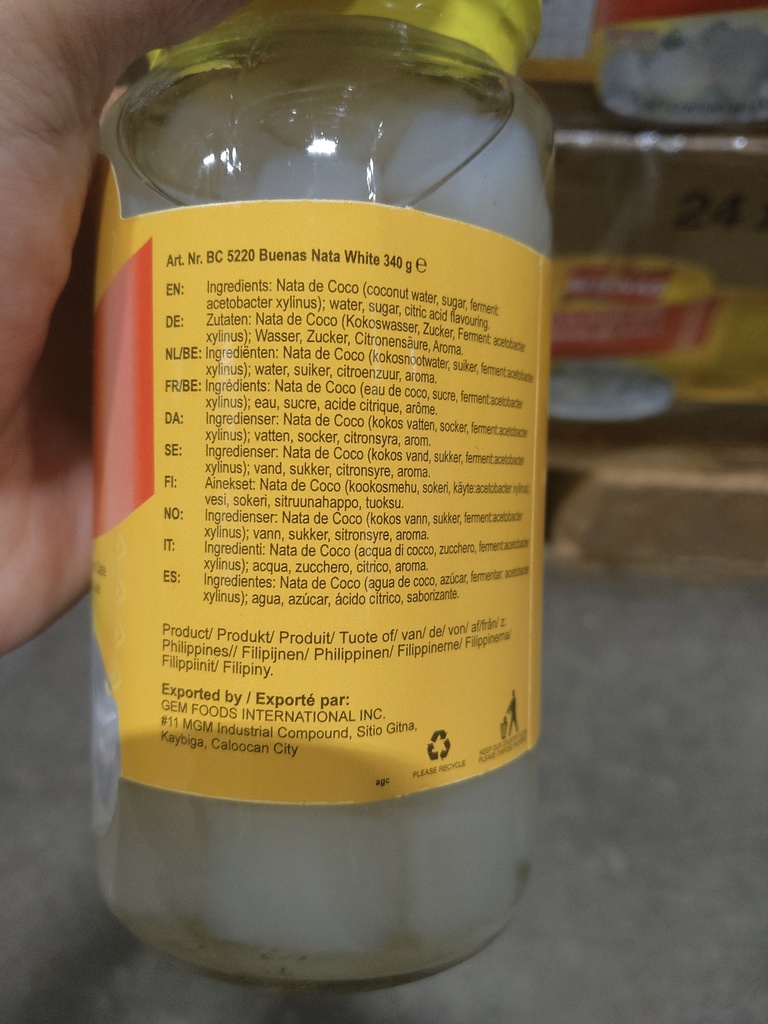 Art. Nr. BC 5220 Buenas Nata White 340 g ℮
EN: Ingredients: Nata de Coco (coconut water, sugar, ferment:
acetobacter xylinus); water, sugar, citric acid flavouring.
DE: Zutaten: Nata de Coco (Kokoswasser, Zucker, Ferment: acetobacter
xylinus); Wasser, Zucker, Citronensäure, Aroma.
NL/BE: Ingrediënten: Nata de Coco (kokosnootwater, suiker, ferment:acetobacter
xylinus); water, suiker, citroenzuur, aroma.
FR/BE: Ingrédients: Nata de Coco (eau de coco, sucre, ferment:acetobacter
xylinus); eau, sucre, acide citrique, arôme.
DA: Ingredienser: Nata de Coco (kokos vatten, socker, ferment:acetobacter
xylinus); vatten, socker, citronsyra, arom.
SE: Ingredienser: Nata de Coco (kokos vand, sukker, ferment:acetobacter
xylinus); vand, sukker, citronsyre, aroma.
FI: Ainekset: Nata de Coco (kookosmehu, sokeri, käyte:acetobacter xylinus)
vesi, sokeri, sitruunahappo, tuoksu.
NO: Ingredienser: Nata de Coco (kokos vann, sukker, ferment:acetobacter
xylinus); vann, sukker, sitronsyre, aroma.
IT: Ingredienti: Nata de Coco (acqua di cocco, zucchero, ferment:acetobacter
xylinus); acqua, zucchero, citrico, aroma.
ES: Ingredientes: Nata de Coco (agua de coco, azúcar, fermentar: acetobacter
xylinus); agua, azúcar, ácido cítrico, saborizante.
Product/ Produkt/ Produit/ Tuote of/ van/ de/ von/ af/från/ z:
Philippines// Filipijnen/ Philippinen/ Filippinerne/ Filippinerna/
Filippiinit/ Filipiny.
Exported by / Exporté par:
GEM FOODS INTERNATIONAL INC.
#11 MGM Industrial Compound, Sitio Gitna,
Kaybiga, Caloocan City
PLEASE RECYCLE
agc
24